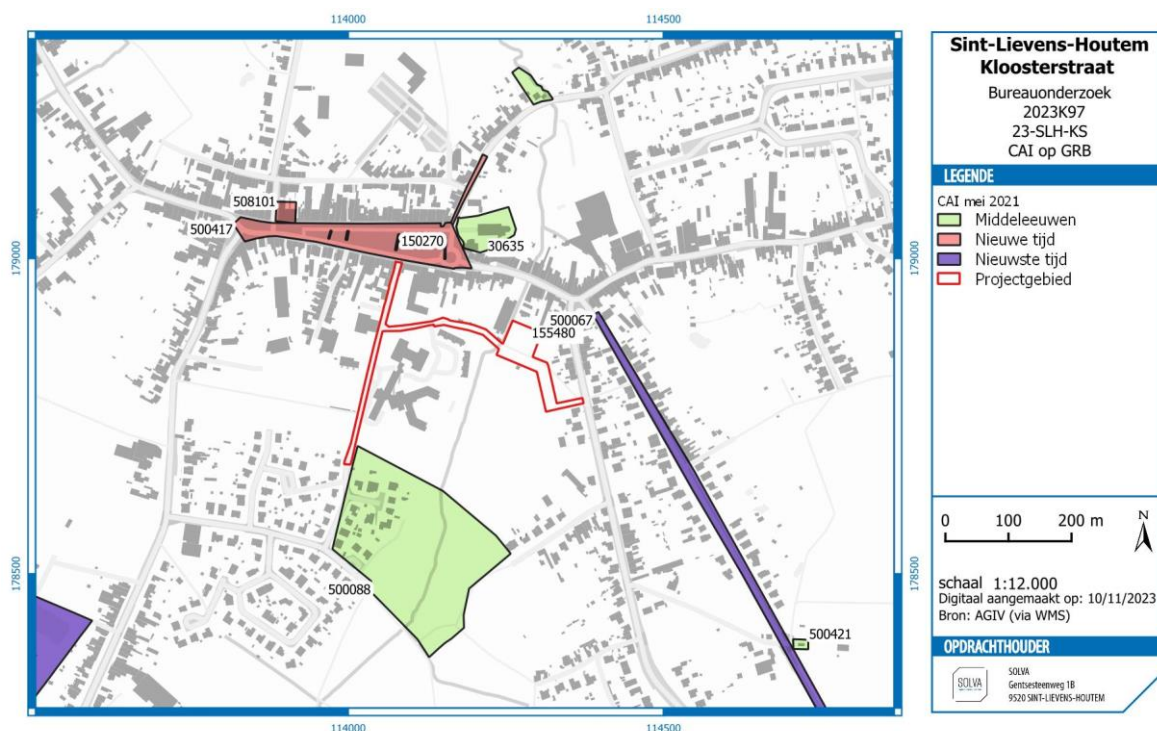 114000
114500
179000
178500
508101
500417
150270
30635
500067
155480
500088
500421
179000
178500
114000
114500
Sint-Lievens-Houtem
Kloosterstraat
Bureauonderzoek
2023K97
23-SLH-KS
CAI op GRB
LEGENDE
CAI mei 2021
Middeleeuwen
Nieuwe tijd
Nieuwste tijd
Projectgebied
0 100 200 m
N
schaal 1:12.000
Digitaal aangemaakt op: 10/11/2023
Bron: AGIV (via WMS)
OPDRACHTHOUDER
SOLVA
SOLVA
Gentsesteenweg 1B
9520 SINT-LIEVENS-HOUTEM